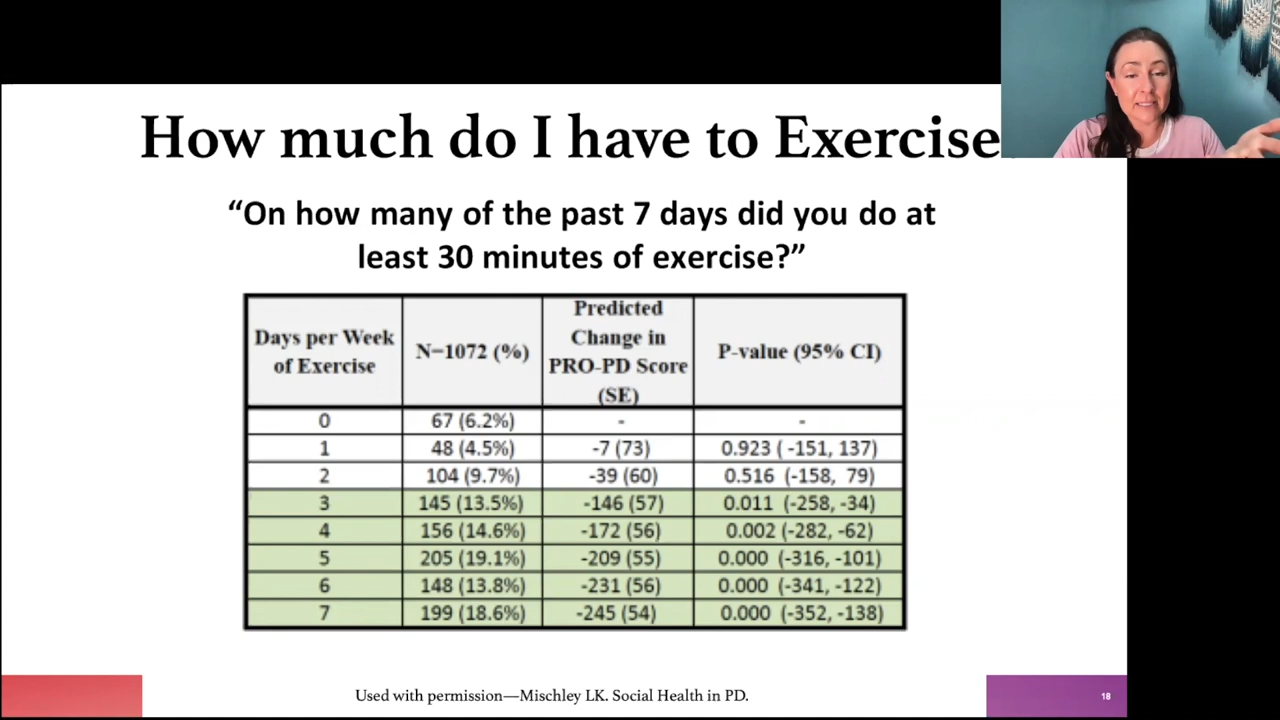 How much do I have to Exercise
“On how many of the past 7 days did you do at
least 30 minutes of exercise?”
Days per Week of Exercise N=1072 (%) Predicted Change in PRO-PD Score (SE) P-value (95% CI)
0 67 (6.2%) - -
1 48 (4.5%) -7 (73) 0.923 ( -151, 137)
2 104 (9.7%) -39 (60) 0.516 (-158, 79)
3 145 (13.5%) -146 (57) 0.011 (-258, -34)
4 156 (14.6%) -172 (56) 0.002 (-282, -62)
5 205 (19.1%) -209 (55) 0.000 (-316, -101)
6 148 (13.8%) -231 (56) 0.000 (-341, -122)
7 199 (18.6%) -245 (54) 0.000 (-352, -138)
Used with permission—Mischley LK. Social Health in PD.
18